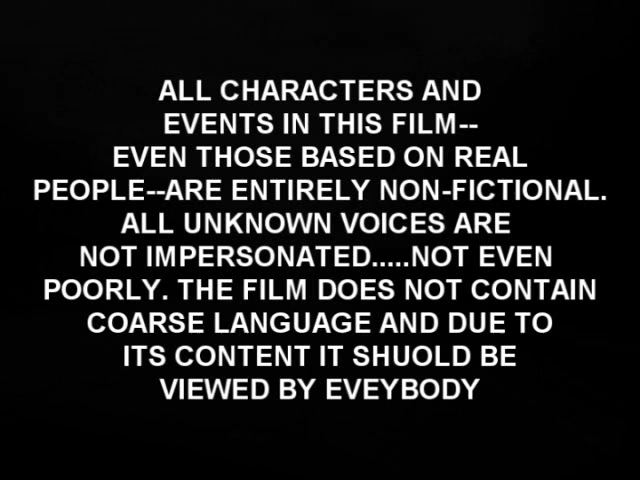 ALL CHARACTERS AND
EVENTS IN THIS FILM--
EVEN THOSE BASED ON REAL
PEOPLE--ARE ENTIRELY NON-FICTIONAL.
ALL UNKNOWN VOICES ARE
NOT IMPERSONATED.....NOT EVEN
POORLY. THE FILM DOES NOT CONTAIN
COARSE LANGUAGE AND DUE TO
ITS CONTENT IT SHUOLD BE
VIEWED BY EVEYBODY